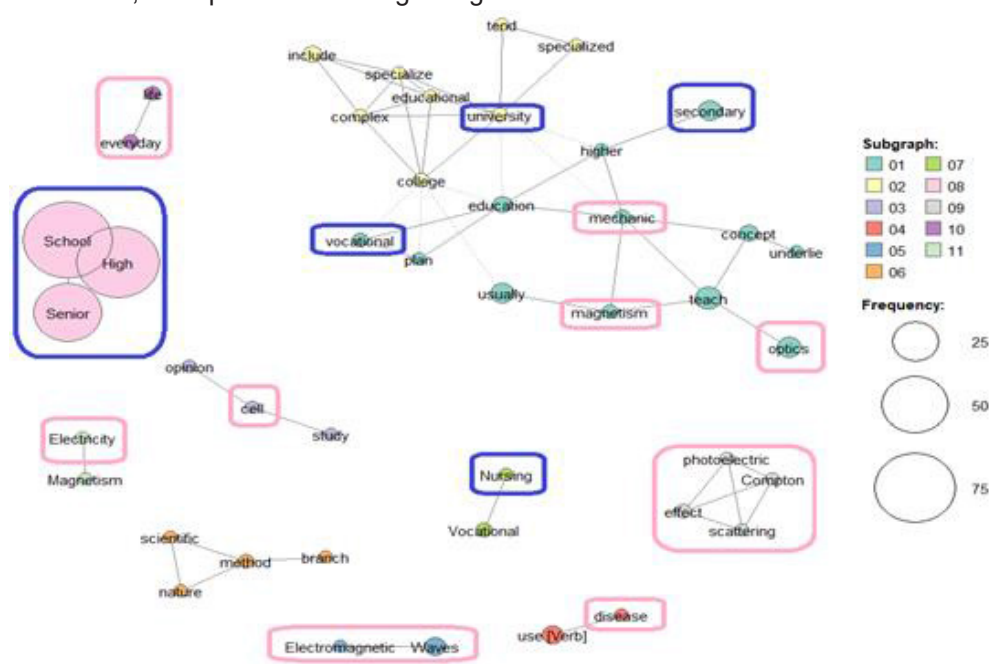 tend
specialized
include
specialize
educational
complex
university
secondary
life
everyday
higher
college
education
mechanic
vocational
plan
concept
underlie
School
High
Senior
usually
magnetism
teach
optics
opinion
cell
study
Electricity
Magnetism
Nursing
Vocational
photoelectric
Compton
effect
scattering
scientific
method
branch
nature
disease
use [Verb]
Electromagnetic Waves
Subgraph:
01 07
02 08
03 09
04 10
05 11
06
Frequency:
25
50
75